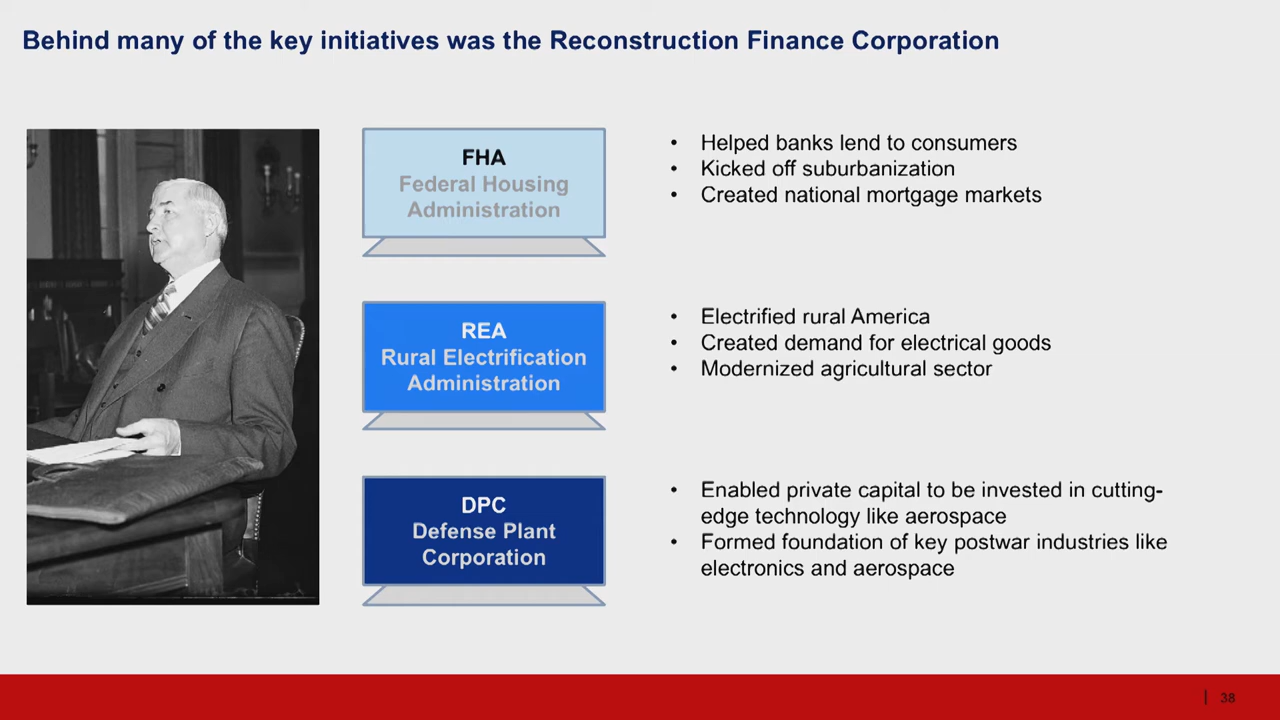 Behind many of the key initiatives was the Reconstruction Finance Corporation
FHA
Federal Housing
Administration
• Helped banks lend to consumers
• Kicked off suburbanization
• Created national mortgage markets
REA
Rural Electrification
Administration
• Electrified rural America
• Created demand for electrical goods
• Modernized agricultural sector
DPC
Defense Plant
Corporation
• Enabled private capital to be invested in cutting-
edge technology like aerospace
• Formed foundation of key postwar industries like
electronics and aerospace
| 38